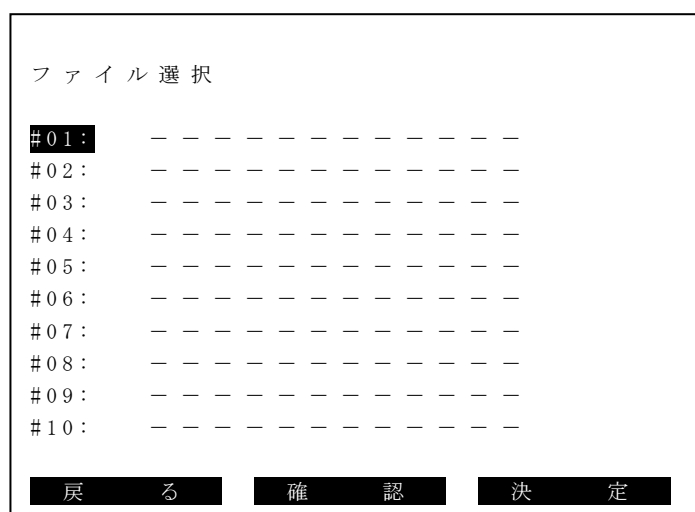 ファイル選択
#01: － － － － － － － － － － － －
#02: － － － － － － － － － － － －
#03: － － － － － － － － － － － －
#04: － － － － － － － － － － － －
#05: － － － － － － － － － － － －
#06: － － － － － － － － － － － －
#07: － － － － － － － － － － － －
#08: － － － － － － － － － － － －
#09: － － － － － － － － － － － －
#10: － － － － － － － － － － － －
戻 る 確 認 決 定